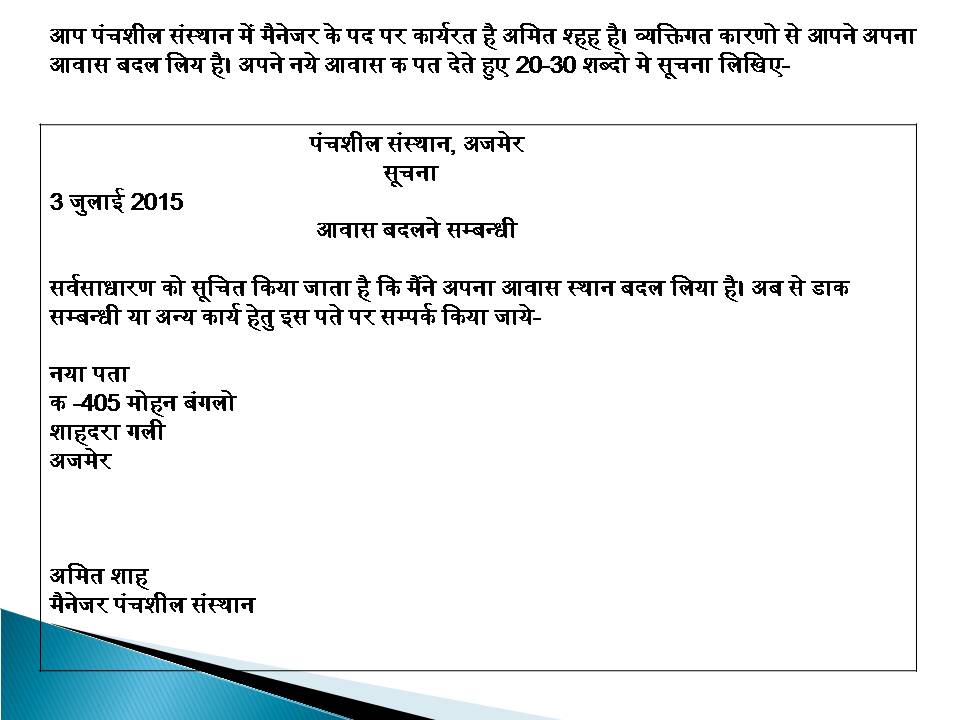 आप पंचशील संस्थान में मैनेजर के पद पर कार्यरत है अमित श्हह है। व्यक्तिगत कारणो से आपने अपना
आवास बदल लिय है। अपने नये आवास क पत देते हुए 20-30 शब्दो मे सूचना लिखिए-
पंचशील संस्थान, अजमेर
सूचना
3 जुलाई 2015
आवास बदलने सम्बन्धी
सर्वसाधारण को सूचित किया जाता है कि मैंने अपना आवास स्थान बदल लिया है। अब से डाक
सम्बन्धी या अन्य कार्य हेतु इस पते पर सम्पर्क किया जाये-
नया पता
क -405 मोहन बंगलो
शाहदरा गली
अजमेर
अमित शाह
मैनेजर पंचशील संस्थान